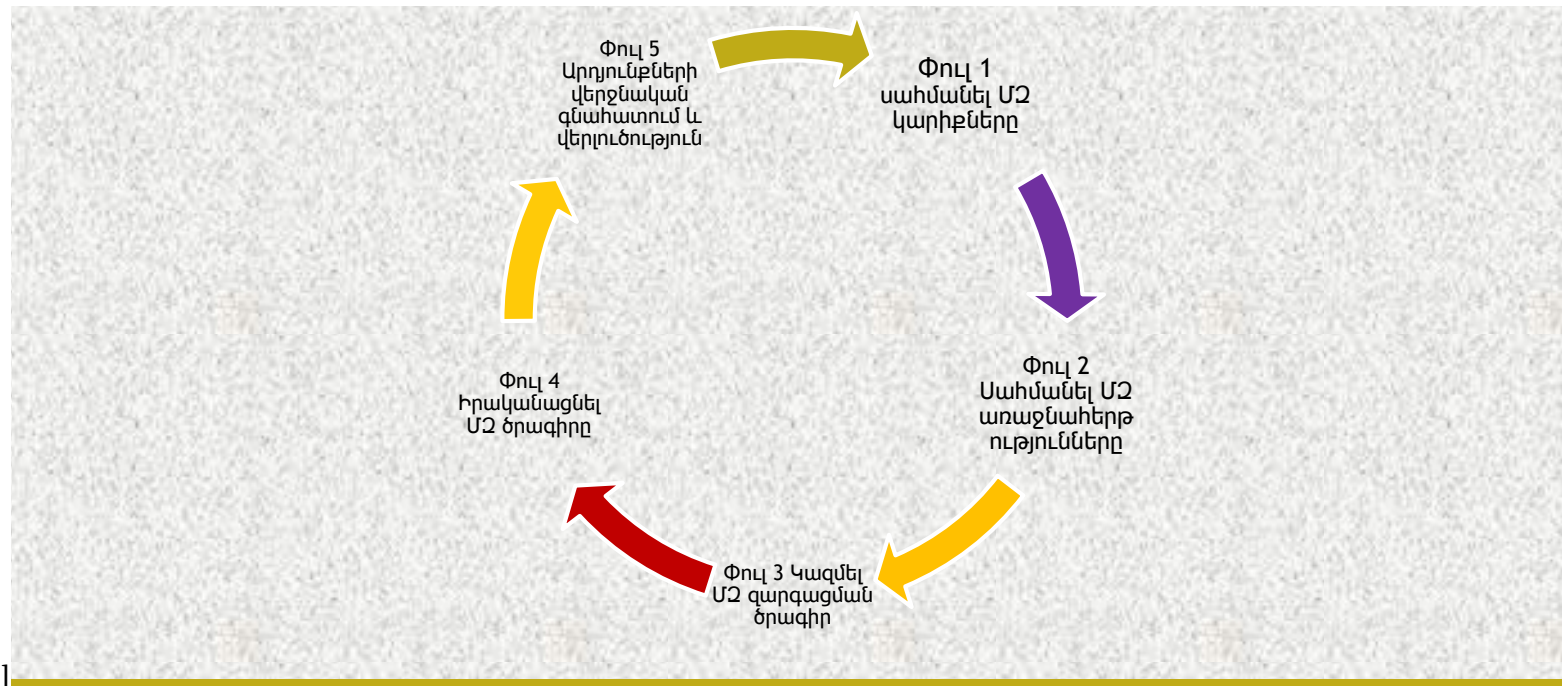 Փուլ 1
սահմանել ՄԶ
կարիքները
Փուլ 2
Սահմանել ՄԶ
առաջնահերթ
ությունները
Փուլ 3 Կազմել
ՄԶ զարգացման
ծրագիր
Փուլ 4
Իրականացնել
ՄԶ ծրագիրը
Փուլ 5
Արդյունքների
վերջնական
գնահատում և
վերլուծություն
]